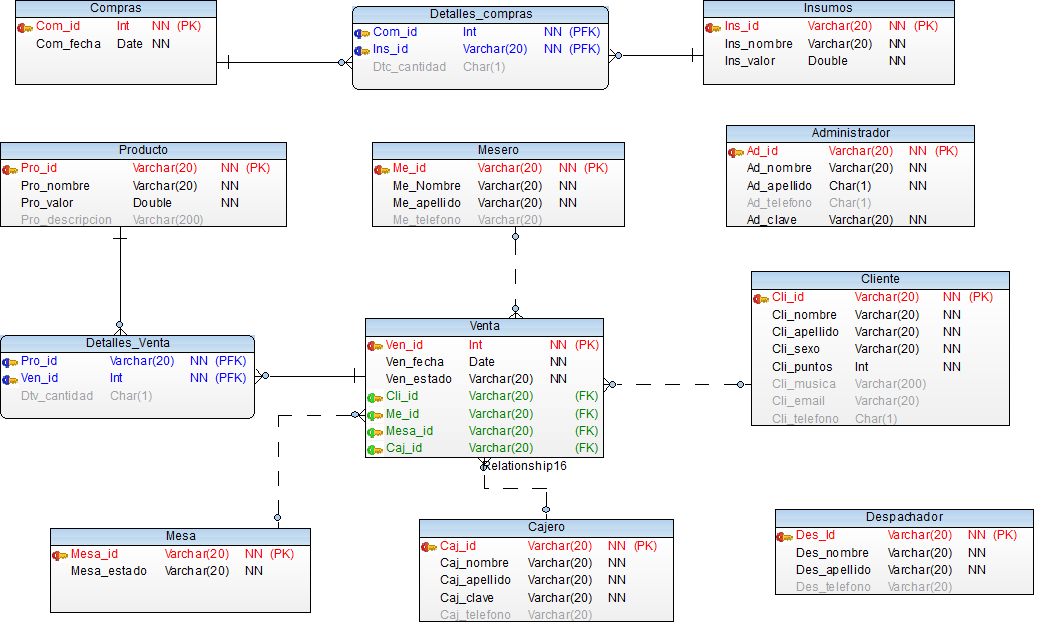 Compras
Com_id Int NN (PK)
Com_fecha Date NN
Detalles_compras
Com_id Int NN (PFK)
Ins_id Varchar(20) NN (PFK)
Dtc_cantidad Char(1)
Insumos
Ins_id Varchar(20) NN (PK)
Ins_nombre Varchar(20) NN
Ins_valor Double NN
Producto
Pro_id Varchar(20) NN (PK)
Pro_nombre Varchar(20) NN
Pro_valor Double NN
Pro_descripcion Varchar(200)
Mesero
Me_id Varchar(20) NN (PK)
Me_Nombre Varchar(20) NN
Me_apellido Varchar(20) NN
Me_telefono Varchar(20)
Administrador
Ad_id Varchar(20) NN (PK)
Ad_nombre Varchar(20) NN
Ad_apellido Char(1) NN
Ad_telefono Char(1)
Ad_clave Varchar(20) NN
Cliente
Cli_id Varchar(20) NN (PK)
Cli_nombre Varchar(20) NN
Cli_apellido Varchar(20) NN
Cli_sexo Varchar(20) NN
Cli_puntos Int NN
Cli_musica Varchar(200)
Cli_email Varchar(20)
Cli_telefono Char(1)
Detalles_Venta
Pro_id Varchar(20) NN (PFK)
Ven_id Int NN (PFK)
Dtv_cantidad Char(1)
Venta
Ven_id Int NN (PK)
Ven_fecha Date NN
Ven_estado Varchar(20) NN
Cli_id Varchar(20) (FK)
Me_id Varchar(20) (FK)
Mesa_id Varchar(20) (FK)
Caj_id Varchar(20) (FK)
Relationship16
Mesa
Mesa_id Varchar(20) NN (PK)
Mesa_estado Varchar(20) NN
Cajero
Caj_id Varchar(20) NN (PK)
Caj_nombre Varchar(20) NN
Caj_apellido Varchar(20) NN
Caj_clave Varchar(20) NN
Caj_telefono Varchar(20)
Despachador
Des_Id Varchar(20) NN (PK)
Des_nombre Varchar(20) NN
Des_apellido Varchar(20) NN
Des_telefono Varchar(20)